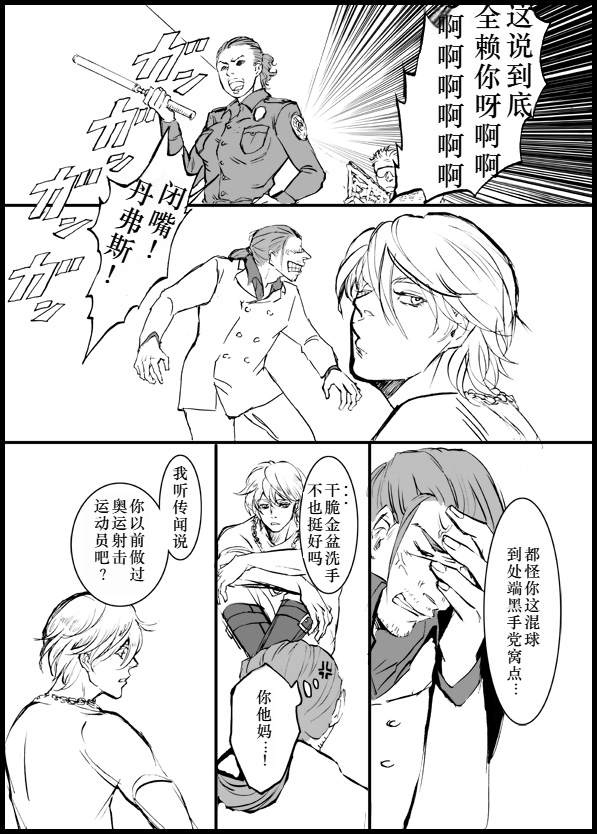 这说到底
全赖你呀啊啊
啊啊啊啊啊啊
ガンッ
ガンッ
ガンッ
闭嘴！
丹弗斯！
都怪你这混球
到处端黑手党窝点…
…
干脆金盆洗手
不也挺好吗
你他妈…！
我听传闻说
你以前做过
奥运射击
运动员吧？